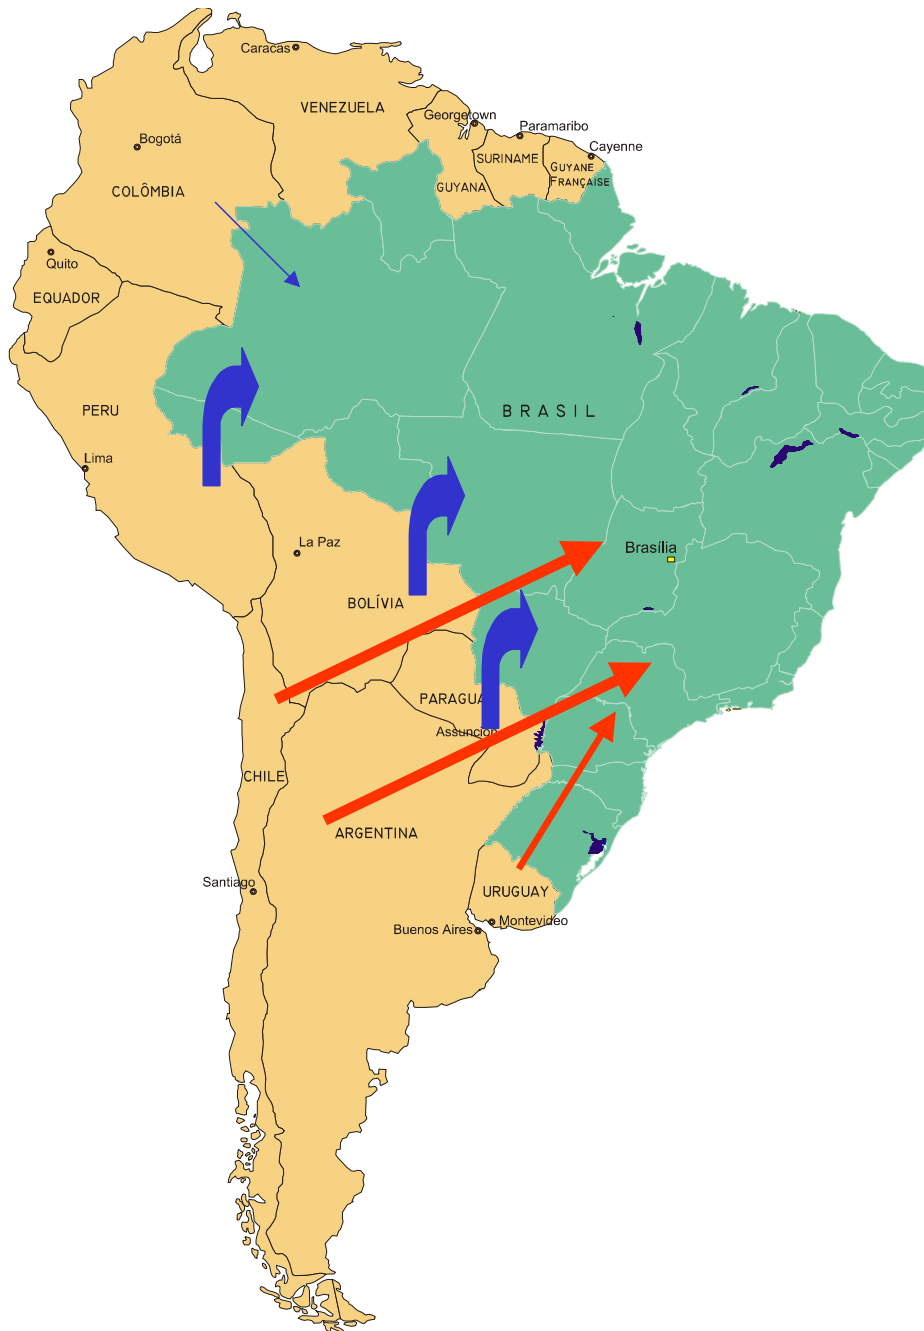 Caracas
VENEZUELA
Georgetown
Paramaribo
Bogotá
Cayenne
SURINAME
GUYANE
FRANÇAISE
COLÔMBIA
GUYANA
Quito
EQUADOR
PERU
BRASIL
Lima
La Paz
Brasília
BOLÍVIA
PARAGUA
Assunción
CHILE
ARGENTINA
Santiago
URUGUAY
Montevideo
Buenos Aires